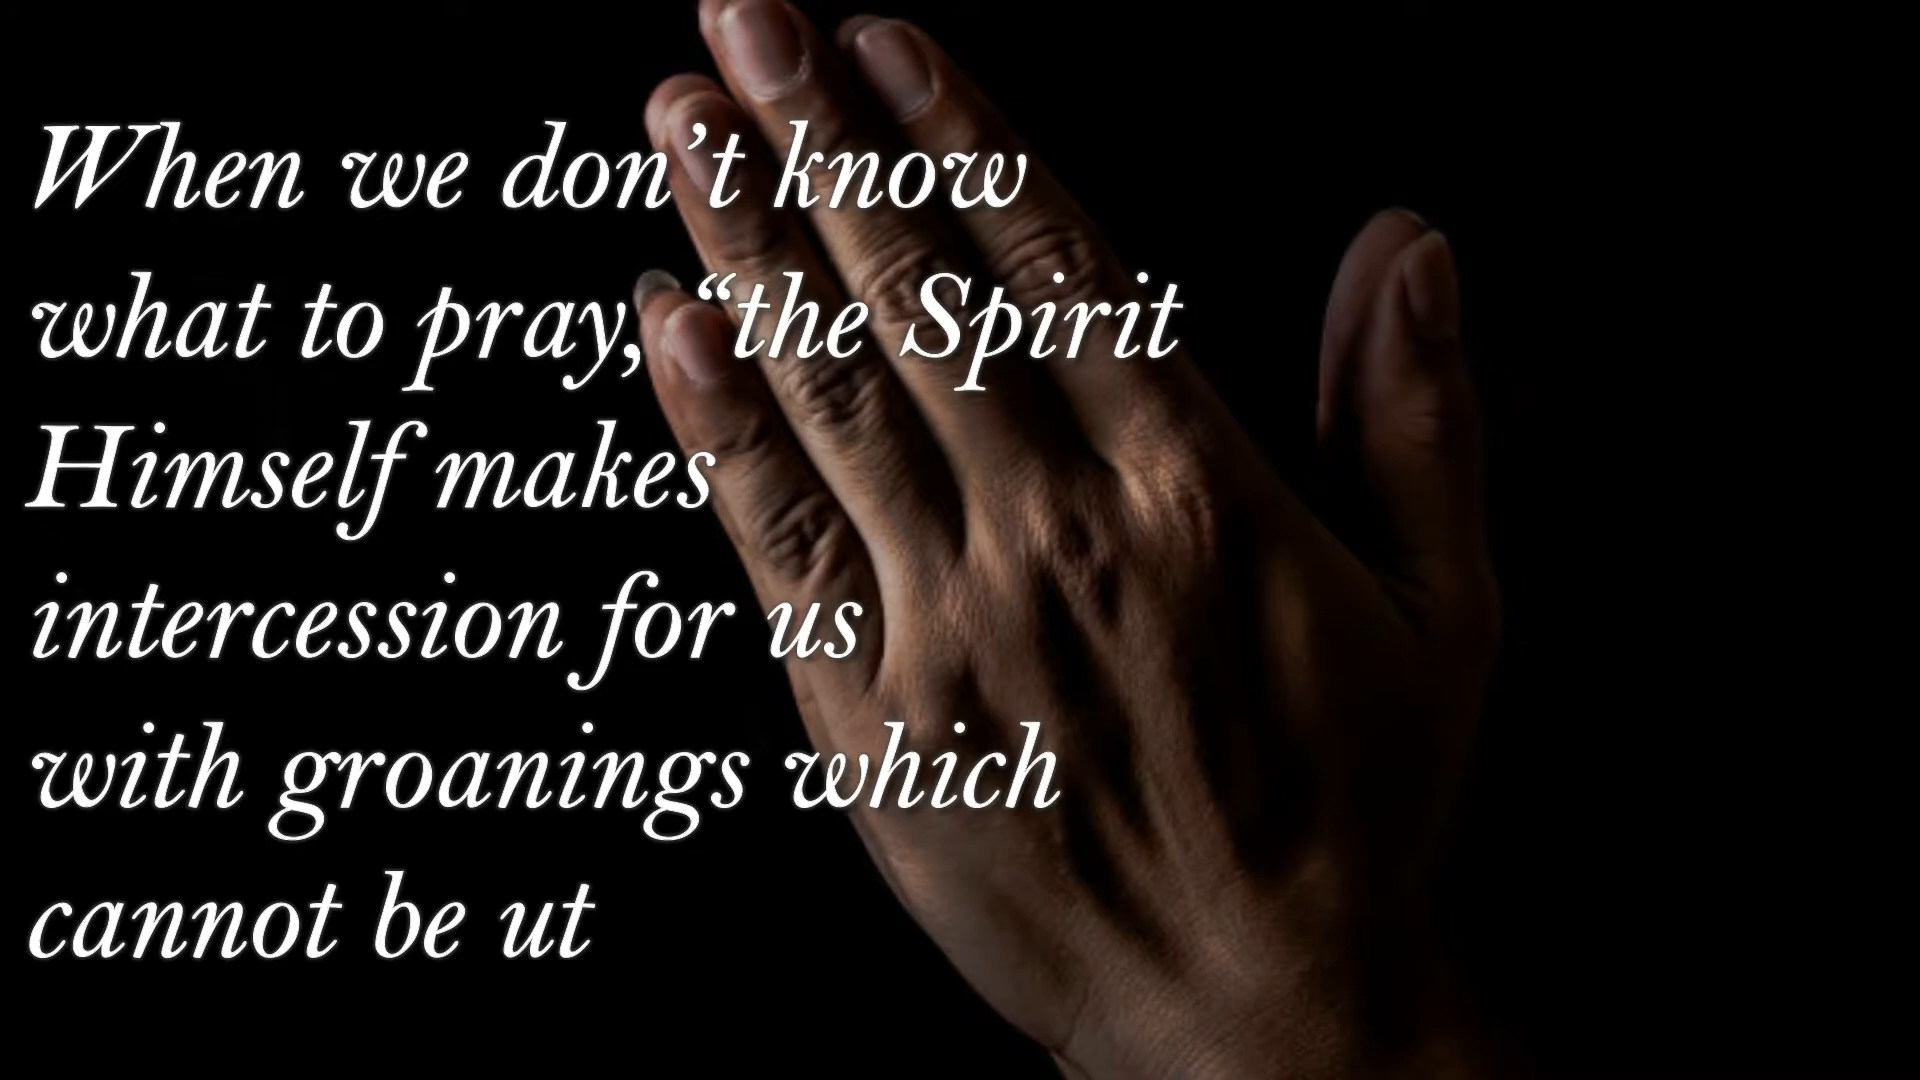 When we don’t know
what to pray, “the Spirit
Himself makes
intercession for us
with groanings which
cannot be ut